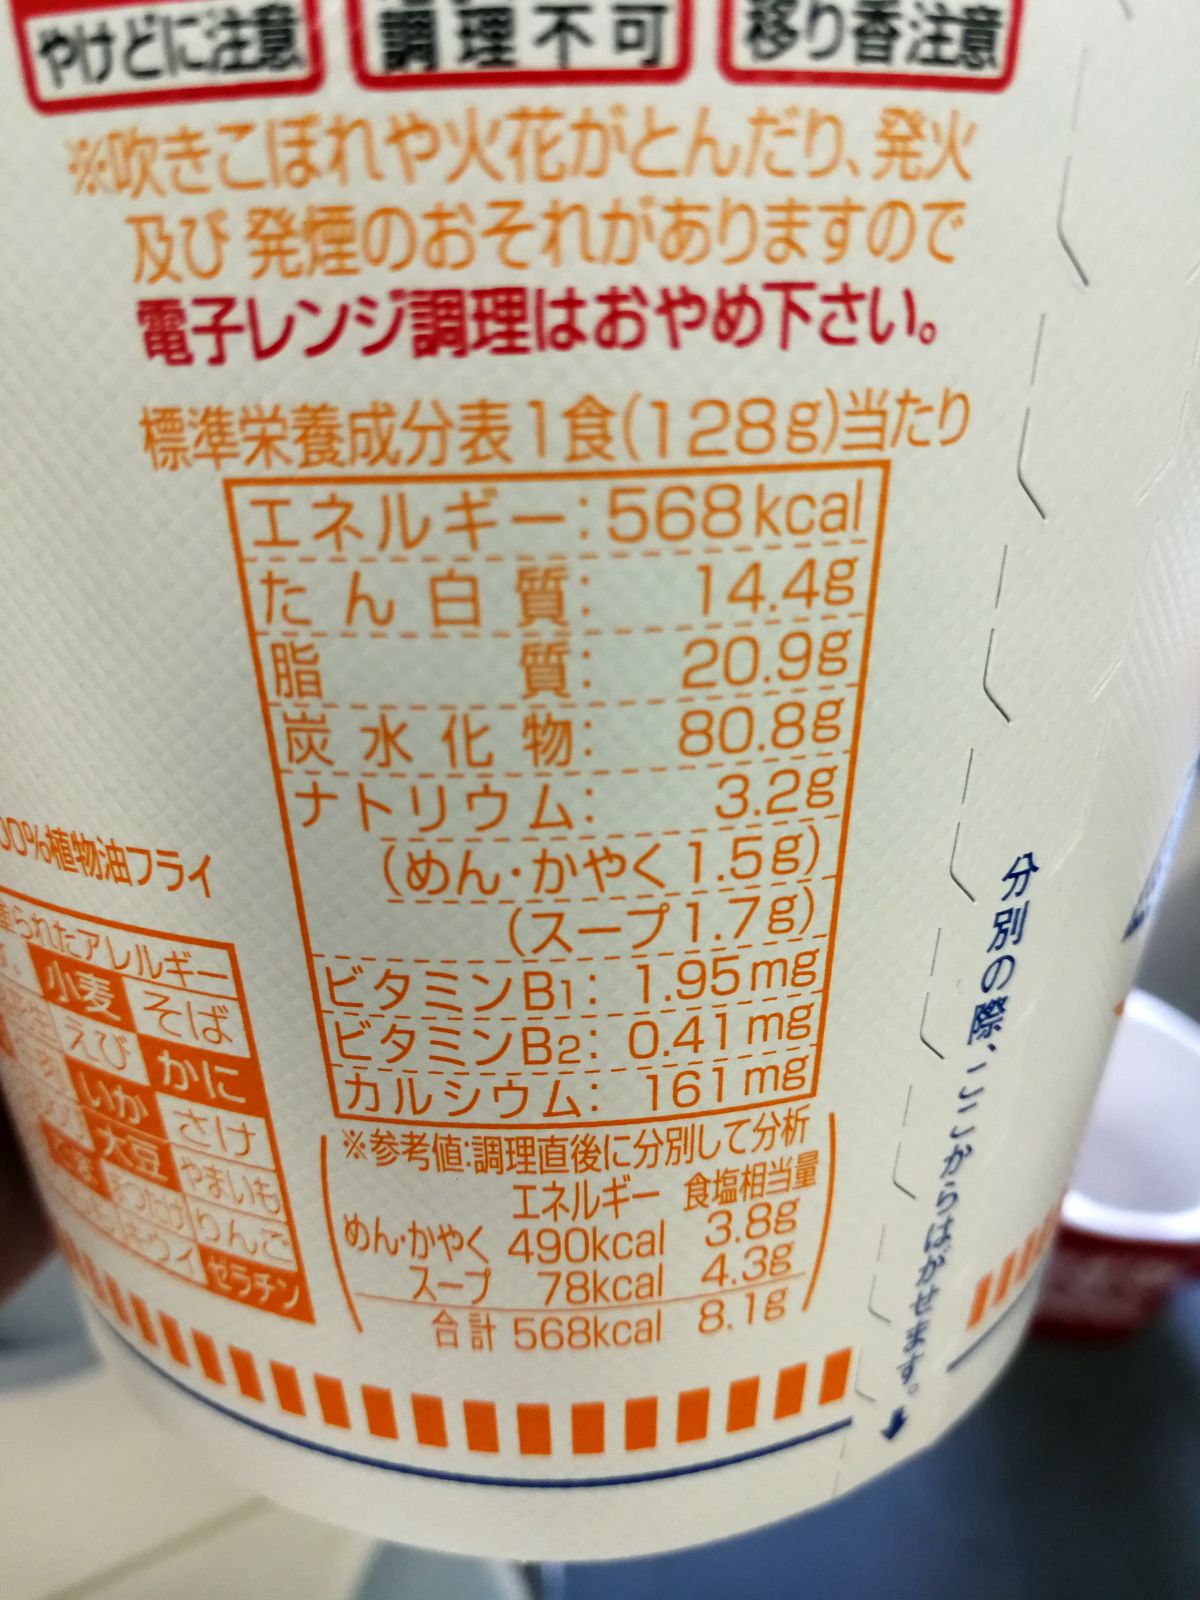 やけどに注意
調理不可
移り香注意
※吹きこぼれや火花がとんだり、発火
及び発煙のおそれがありますので
電子レンジ調理はおやめ下さい。
標準栄養成分表1食(128g)当たり
エネルギー:568kcal
たん白質: 14.4g
脂質: 20.9g
炭水化物: 80.8g
ナトリウム: 3.2g
(めん・かやく1.5g)
(スープ1.7g)
ビタミンB1: 1.95mg
ビタミンB2: 0.41mg
カルシウム: 161mg
※参考値:調理直後に分別して分析
エネルギー 食塩相当量
めん・かやく 490kcal 3.8g
スープ 78kcal 4.3g
合計 568kcal 8.1g
00%植物油フライ
られたアレルギー
小麦 そば
えび かに
いか さけ
大豆 やまいも
りんご
ゼラチン
分別の際、ここからはがせます。